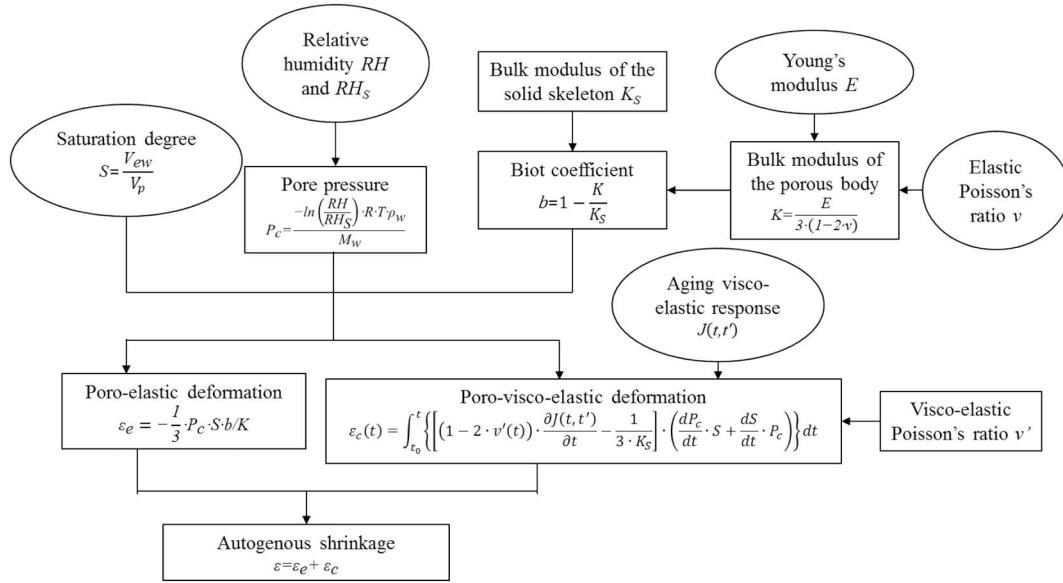 Relative
humidity RH
and RH_S
Bulk modulus of the
solid skeleton K_S
Young's
modulus E
Saturation degree
S=V_ew/V_p
Pore pressure
P_c=−ln(RH/RH_S)·R·T·ρ_w/M_w
Biot coefficient
b=1−K/K_S
Bulk modulus of
the porous body
K=E/3·(1−2·ν)
Elastic
Poisson's
ratio ν
Aging visco-
elastic response
J(t,t′)
Poro-elastic deformation
ε_e = −1/3·P_c·S·b/K
Poro-visco-elastic deformation
ε_c(t) = ∫_{t_0}^{t} {[(1−2·ν′(t))·∂J(t,t′)/∂t − 1/(3·K_S)]·(dP_c/dt·S + dS/dt·P_c)}dt
Visco-elastic
Poisson's ratio ν'
Autogenous shrinkage
ε=ε_e+ ε_c